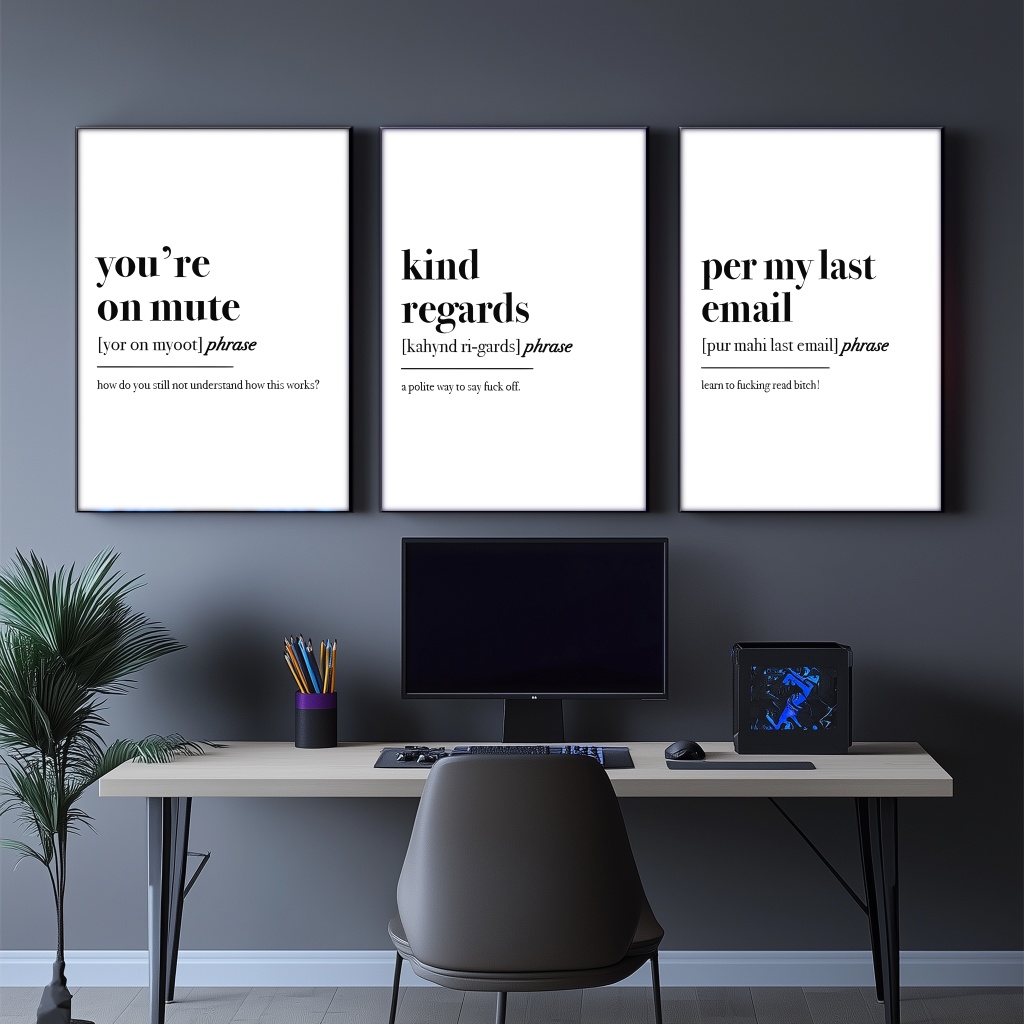 you're
on mute
[yor on myoot] phrase
how do you still not understand how this works?
kind
regards
[kahynd ri-gards] phrase
a polite way to say fuck off.
per my last
email
[pur mahi last email] phrase
learn to fucking read bitch!